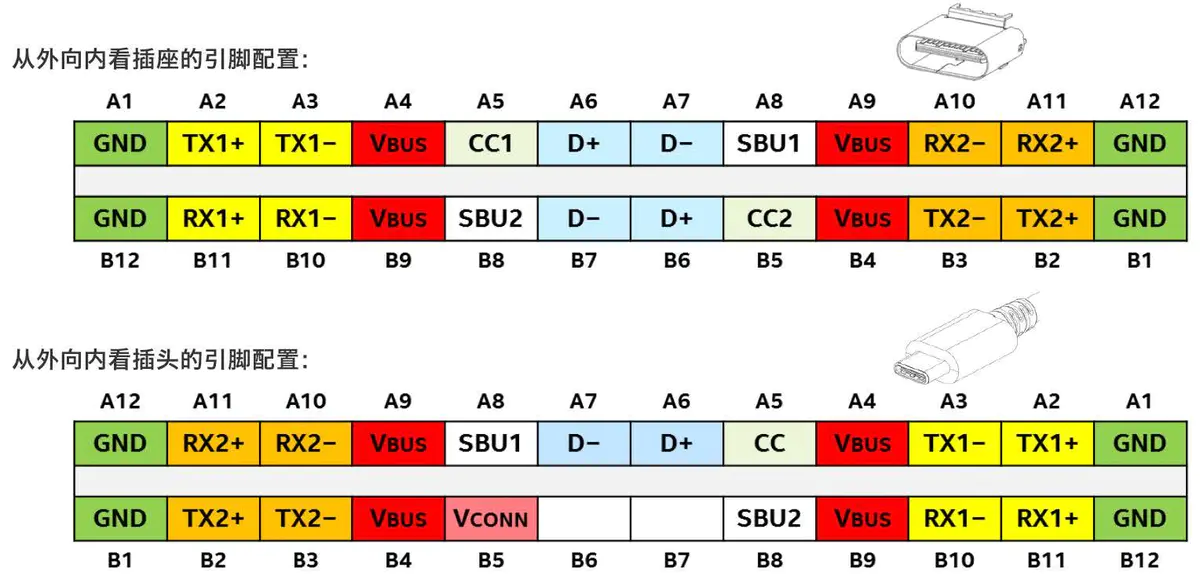 从外向内看插座的引脚配置：
A1 A2 A3 A4 A5 A6 A7 A8 A9 A10 A11 A12
GND TX1+ TX1− VBUS CC1 D+ D− SBU1 VBUS RX2− RX2+ GND
GND RX1+ RX1− VBUS SBU2 D− D+ CC2 VBUS TX2− TX2+ GND
B12 B11 B10 B9 B8 B7 B6 B5 B4 B3 B2 B1
从外向内看插头的引脚配置：
A12 A11 A10 A9 A8 A7 A6 A5 A4 A3 A2 A1
GND RX2+ RX2− VBUS SBU1 D− D+ CC VBUS TX1− TX1+ GND
GND TX2+ TX2− VBUS VCONN SBU2 VBUS RX1− RX1+ GND
B1 B2 B3 B4 B5 B6 B7 B8 B9 B10 B11 B12